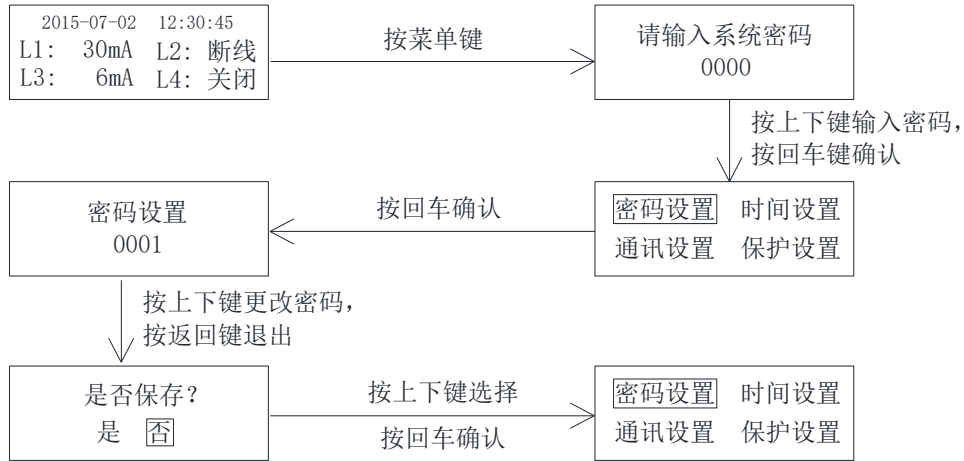 2015-07-02 12:30:45
L1: 30mA L2: 断线
L3: 6mA L4: 关闭
按菜单键
请输入系统密码
0000
按上下键输入密码，
按回车键确认
密码设置 时间设置
通讯设置 保护设置
按回车确认
密码设置
0001
按上下键更改密码，
按返回键退出
是否保存?
是 否
按上下键选择
按回车确认
密码设置 时间设置
通讯设置 保护设置